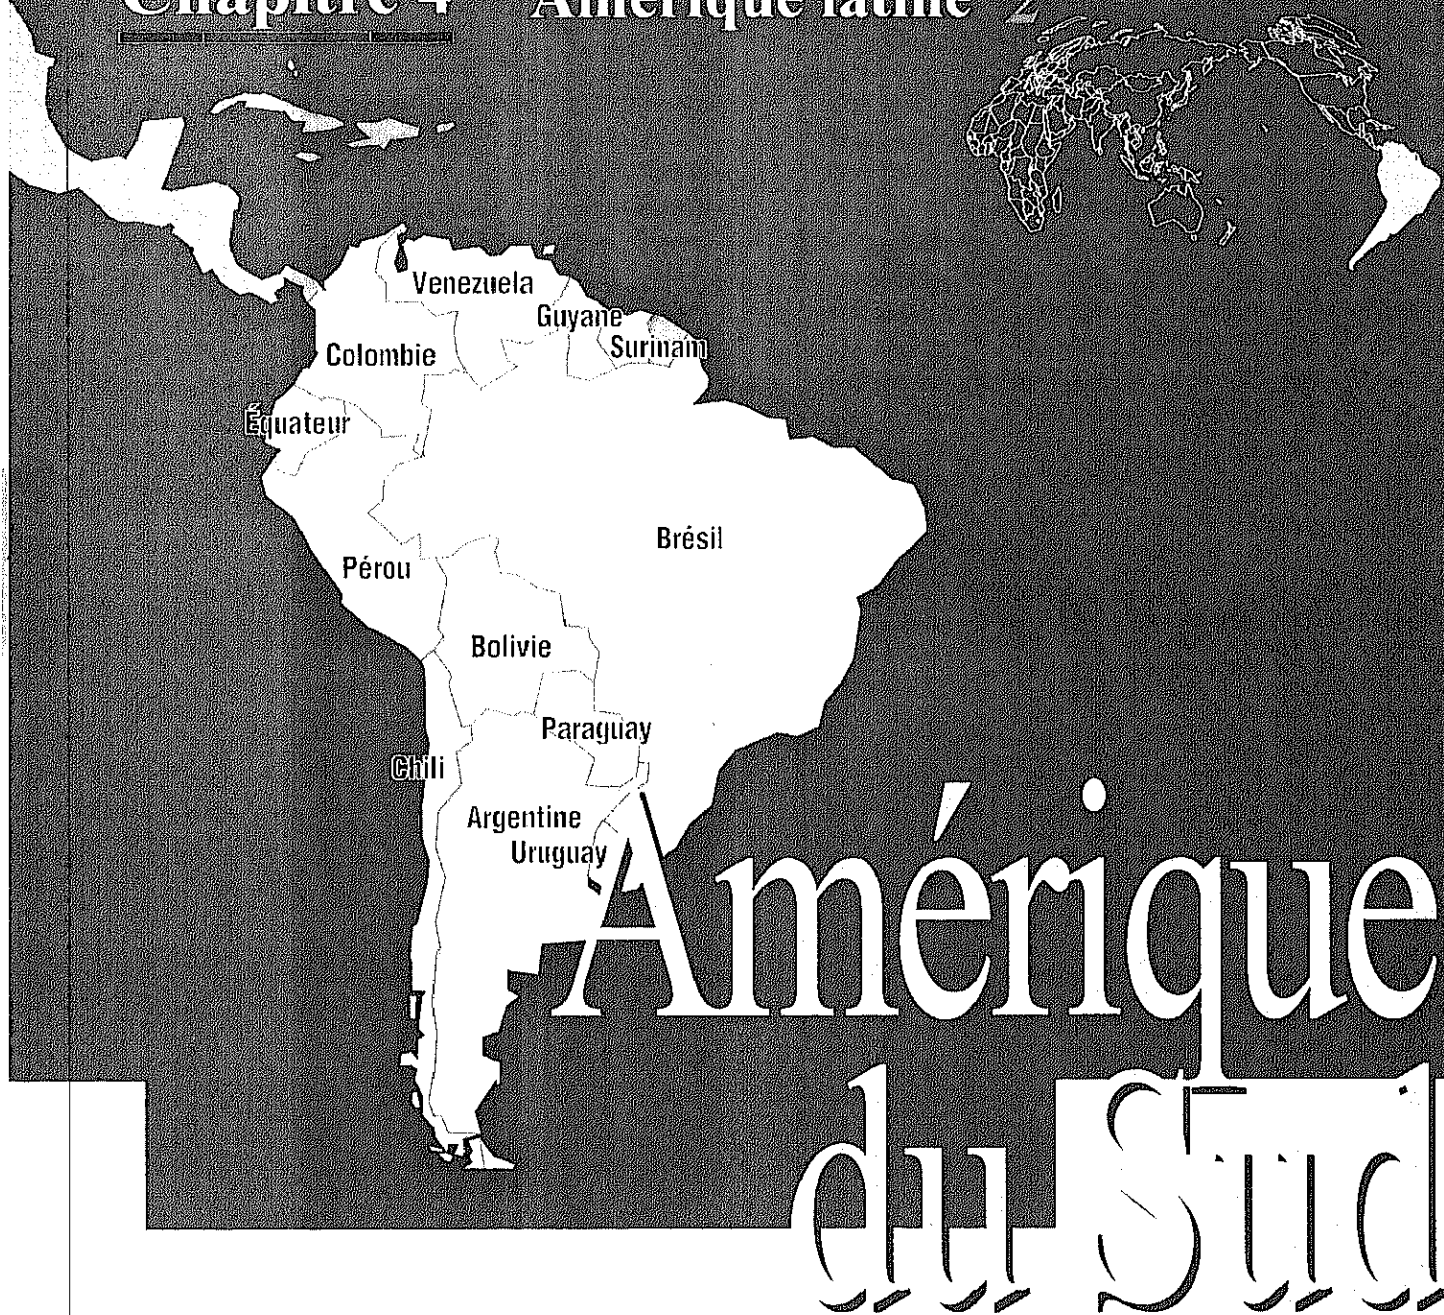 Chapitre 4 Amérique latine 2
Venezuela
Guyane
Surinam
Colombie
Équateur
Brésil
Pérou
Bolivie
Paraguay
Chili
Argentine
Uruguay
Amérique
du Sud